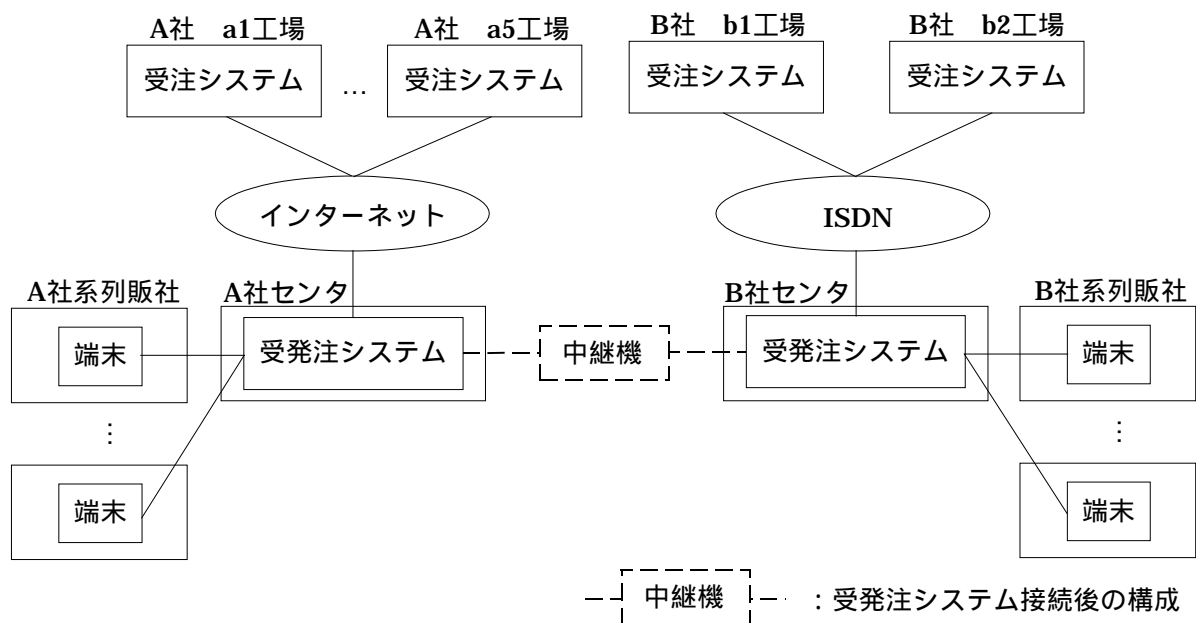 A社 a1工場
A社 a5工場
B社 b1工場
B社 b2工場
受注システム
…
受注システム
受注システム
受注システム
インターネット
ISDN
A社系列販社
A社センタ
B社センタ
B社系列販社
端末
受発注システム
中継機
受発注システム
端末
⋮
⋮
端末
端末
中継機
：受発注システム接続後の構成